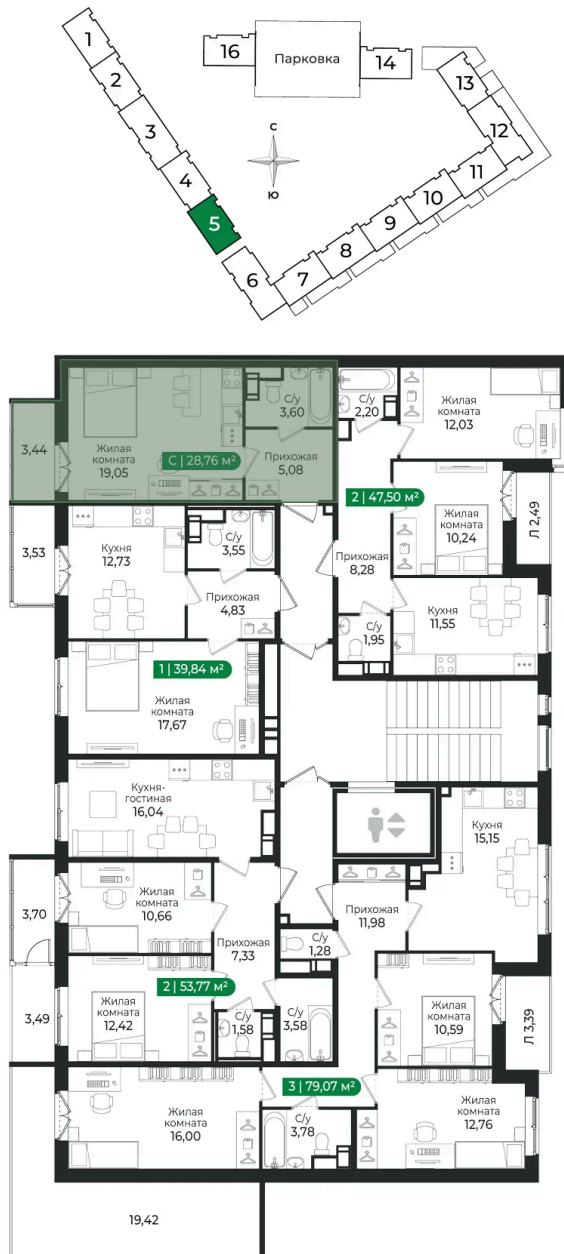 1
2
3
4
5
6
7
8
9
10
11
12
13
14
16
Парковка
С
Ю
3,44
Жилая
комната
19,05
С | 28,76 м²
С/у
3,60
Прихожая
5,08
С/у
2,20
Жилая
комната
12,03
2 | 47,50 м²
Жилая
комната
10,24
Л 2,49
3,53
Кухня
12,73
С/у
3,55
Прихожая
4,83
Прихожая
8,28
С/у
1,95
11,55
1 | 39,84 м²
Жилая
комната
17,67
Кухня-
гостиная
16,04
Кухня
15,15
3,70
Жилая
комната
10,66
Прихожая
7,33
Прихожая
11,98
С/у
1,28
3,49
2 | 53,77 м²
Жилая
комната
12,42
С/у
1,58
С/у
3,58
Жилая
комната
10,59
Л 3,39
3 | 79,07 м²
Жилая
комната
16,00
С/у
3,78
Жилая
комната
12,76
19,42